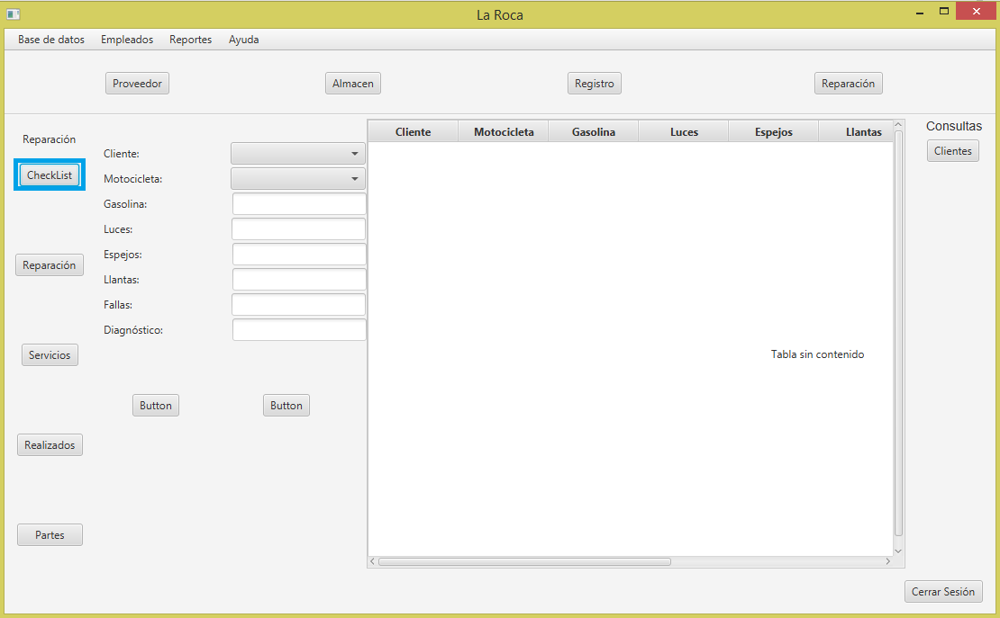 La Roca
Base de datos Empleados Reportes Ayuda
Proveedor Almacen Registro Reparación
Reparación
CheckList
Reparación
Servicios
Realizados
Partes
Cliente:
Motocicleta:
Gasolina:
Luces:
Espejos:
Llantas:
Fallas:
Diagnóstico:
Button Button
Cliente Motocicleta Gasolina Luces Espejos Llantas
Tabla sin contenido
Consultas
Clientes
Cerrar Sesión